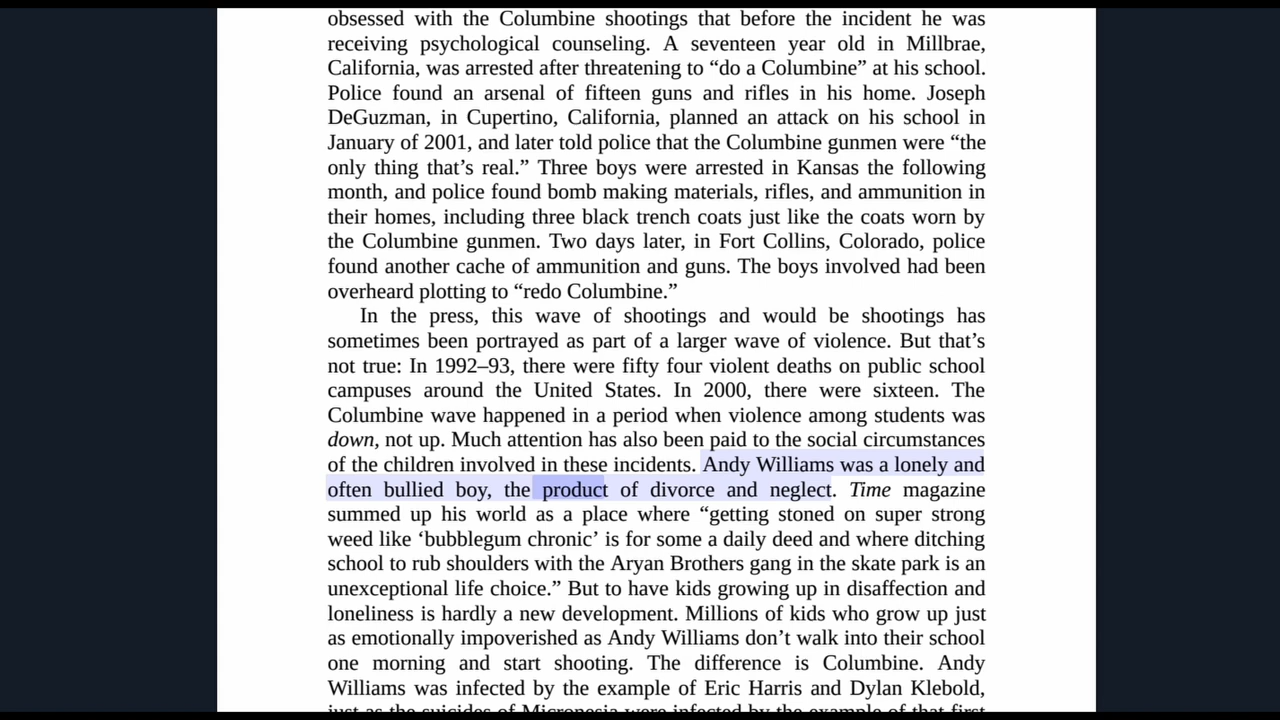 obsessed with the Columbine shootings that before the incident he was
receiving psychological counseling. A seventeen year old in Millbrae,
California, was arrested after threatening to “do a Columbine” at his school.
Police found an arsenal of fifteen guns and rifles in his home. Joseph
DeGuzman, in Cupertino, California, planned an attack on his school in
January of 2001, and later told police that the Columbine gunmen were “the
only thing that’s real.” Three boys were arrested in Kansas the following
month, and police found bomb making materials, rifles, and ammunition in
their homes, including three black trench coats just like the coats worn by
the Columbine gunmen. Two days later, in Fort Collins, Colorado, police
found another cache of ammunition and guns. The boys involved had been
overheard plotting to “redo Columbine.”
In the press, this wave of shootings and would be shootings has
sometimes been portrayed as part of a larger wave of violence. But that’s
not true: In 1992–93, there were fifty four violent deaths on public school
campuses around the United States. In 2000, there were sixteen. The
Columbine wave happened in a period when violence among students was
down, not up. Much attention has also been paid to the social circumstances
of the children involved in these incidents. Andy Williams was a lonely and
often bullied boy, the product of divorce and neglect. Time magazine
summed up his world as a place where “getting stoned on super strong
weed like ‘bubblegum chronic’ is for some a daily deed and where ditching
school to rub shoulders with the Aryan Brothers gang in the skate park is an
unexceptional life choice.” But to have kids growing up in disaffection and
loneliness is hardly a new development. Millions of kids who grow up just
as emotionally impoverished as Andy Williams don’t walk into their school
one morning and start shooting. The difference is Columbine. Andy
Williams was infected by the example of Eric Harris and Dylan Klebold,
just as the suicides of Micronesia were infected by the example of that first